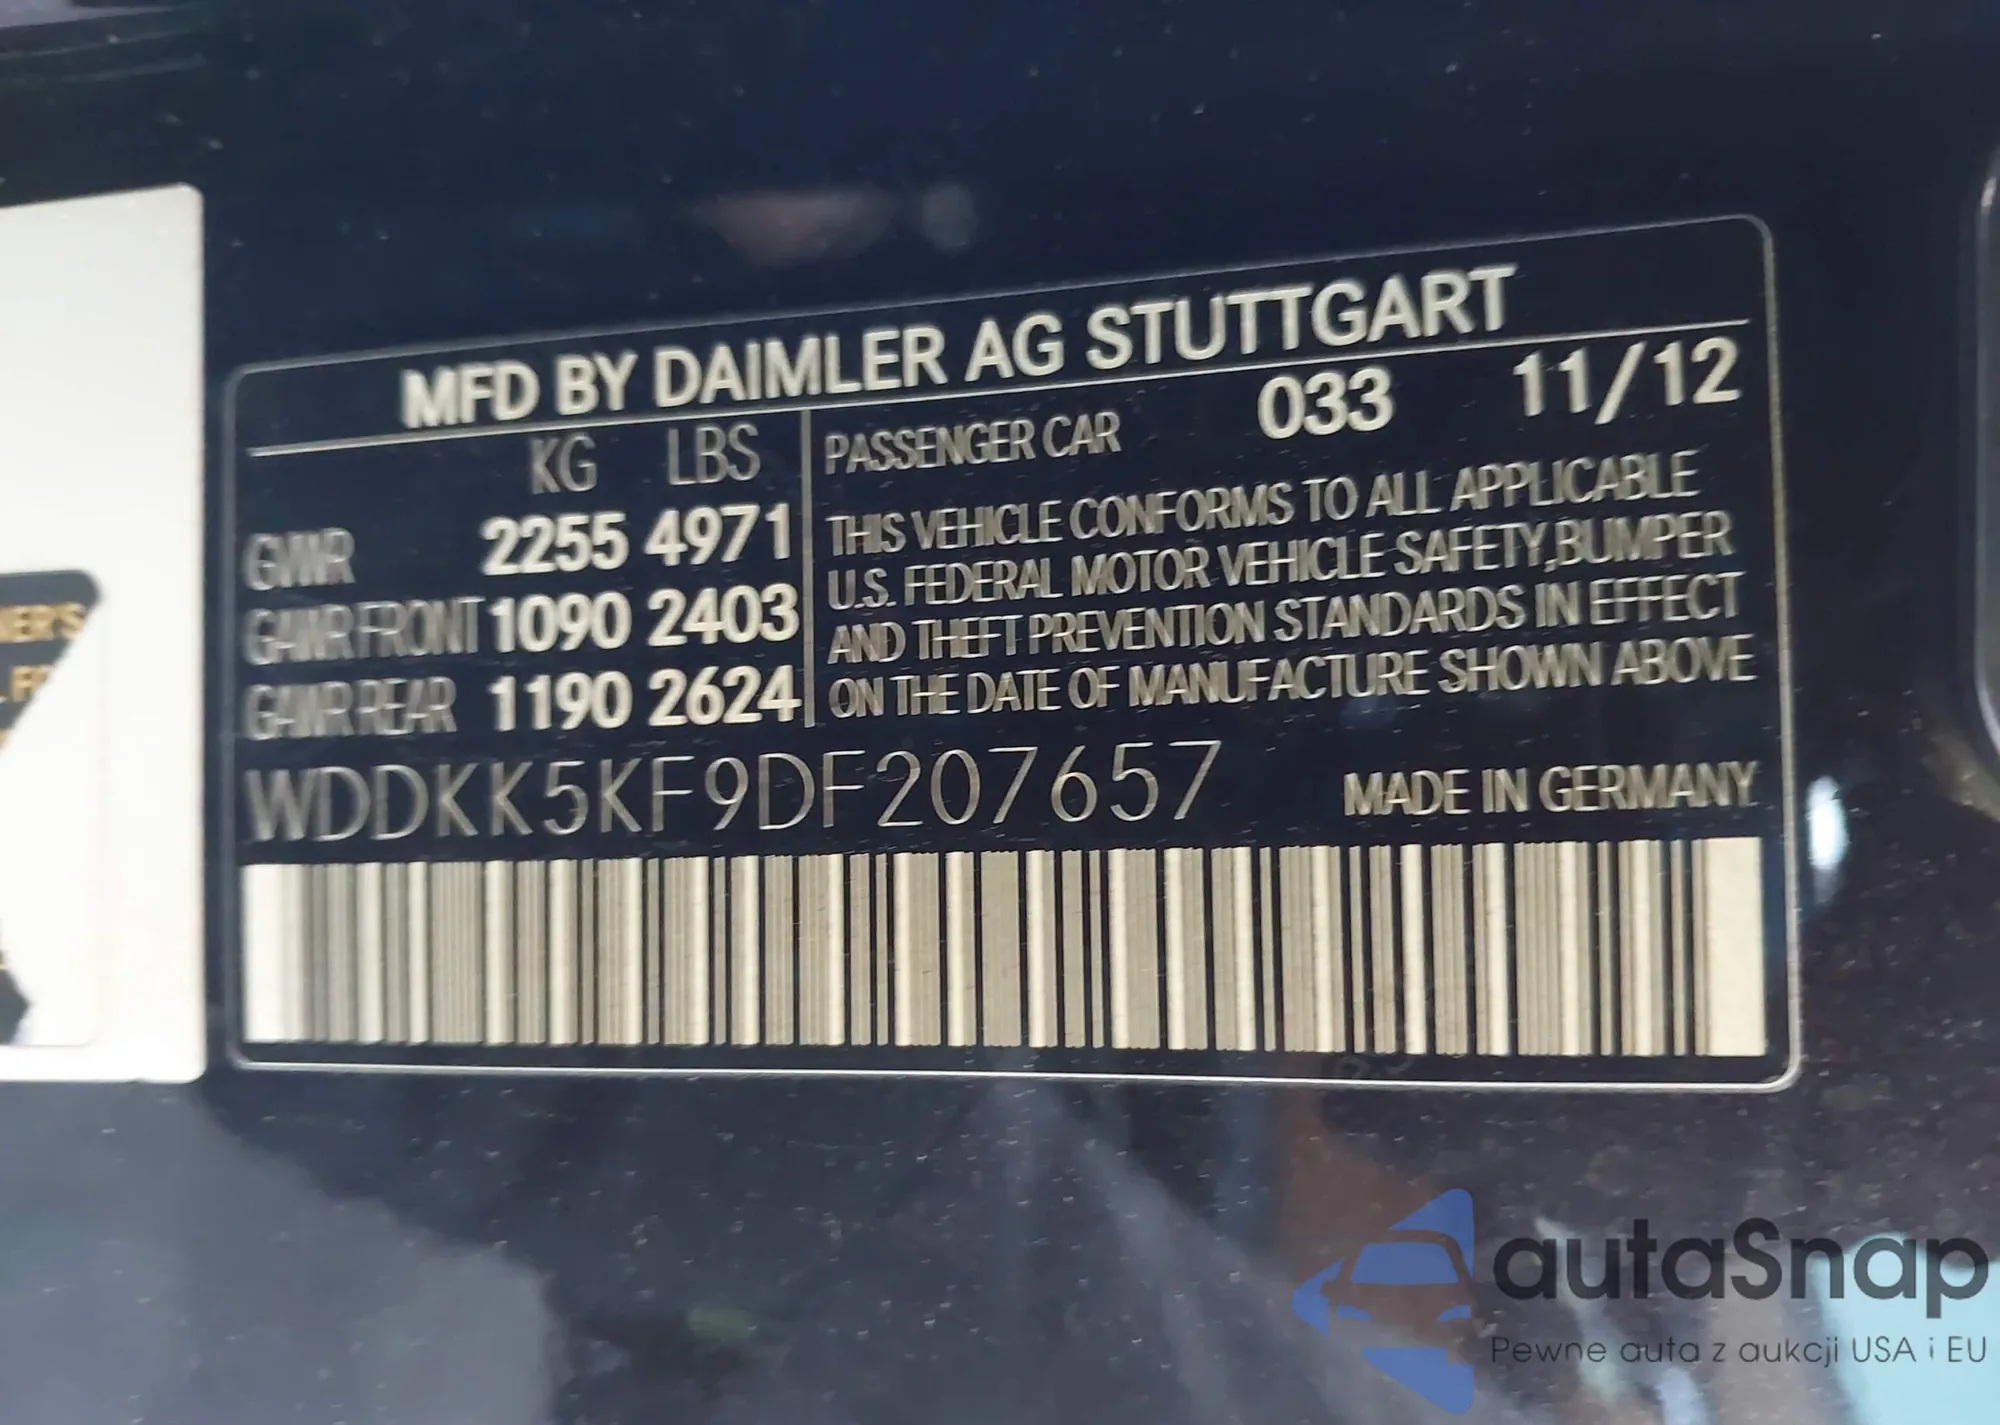 MFD BY DAIMLER AG STUTTGART
KG LBS
GVWR 2255 4971
GAWR FRONT 1090 2403
GAWR REAR 1190 2624
PASSENGER CAR 033 11/12
THIS VEHICLE CONFORMS TO ALL APPLICABLE
U.S. FEDERAL MOTOR VEHICLE SAFETY,BUMPER
AND THEFT PREVENTION STANDARDS IN EFFECT
ON THE DATE OF MANUFACTURE SHOWN ABOVE
WDDKK5KF9DF207657 MADE IN GERMANY
autaSnap
Pewne auta z aukcji USA i EU